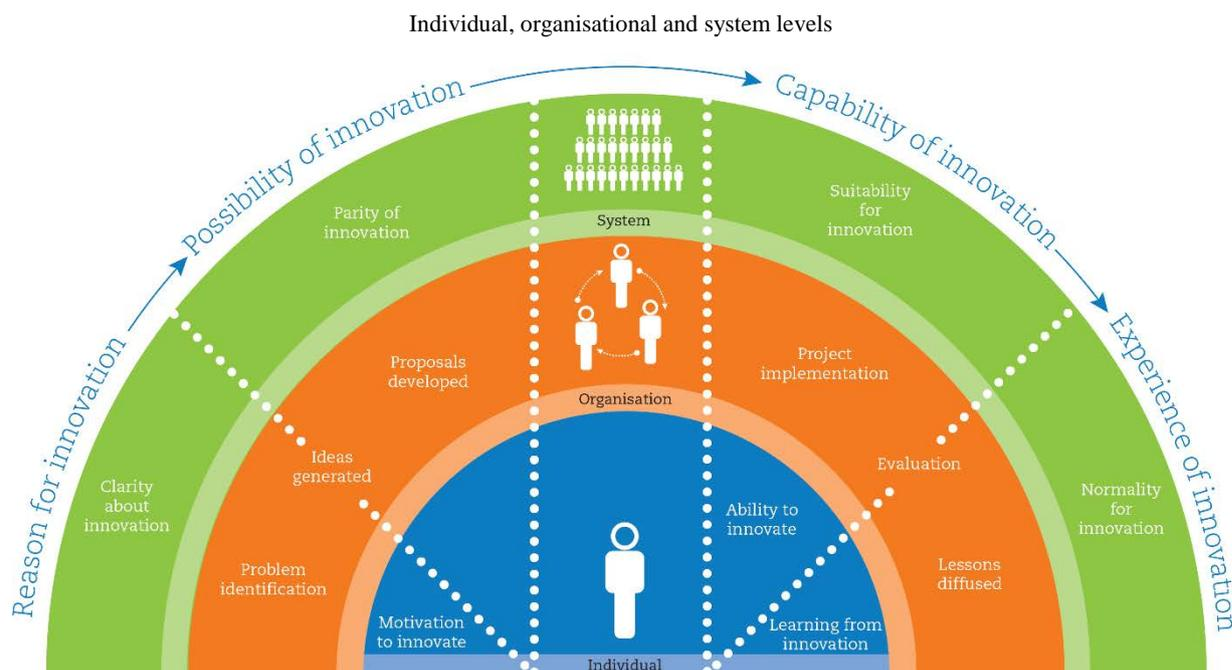 Individual, organisational and system levels
Reason for innovation
Possibility of innovation
Capability of innovation
Experience of innovation
System
Parity of
innovation
Suitability
for
innovation
Clarity
about
innovation
Normality
for
innovation
Organisation
Proposals
developed
Project
implementation
Ideas
generated
Evaluation
Problem
identification
Lessons
diffused
Ability to
innovate
Motivation
to innovate
Learning from
innovation
Individual